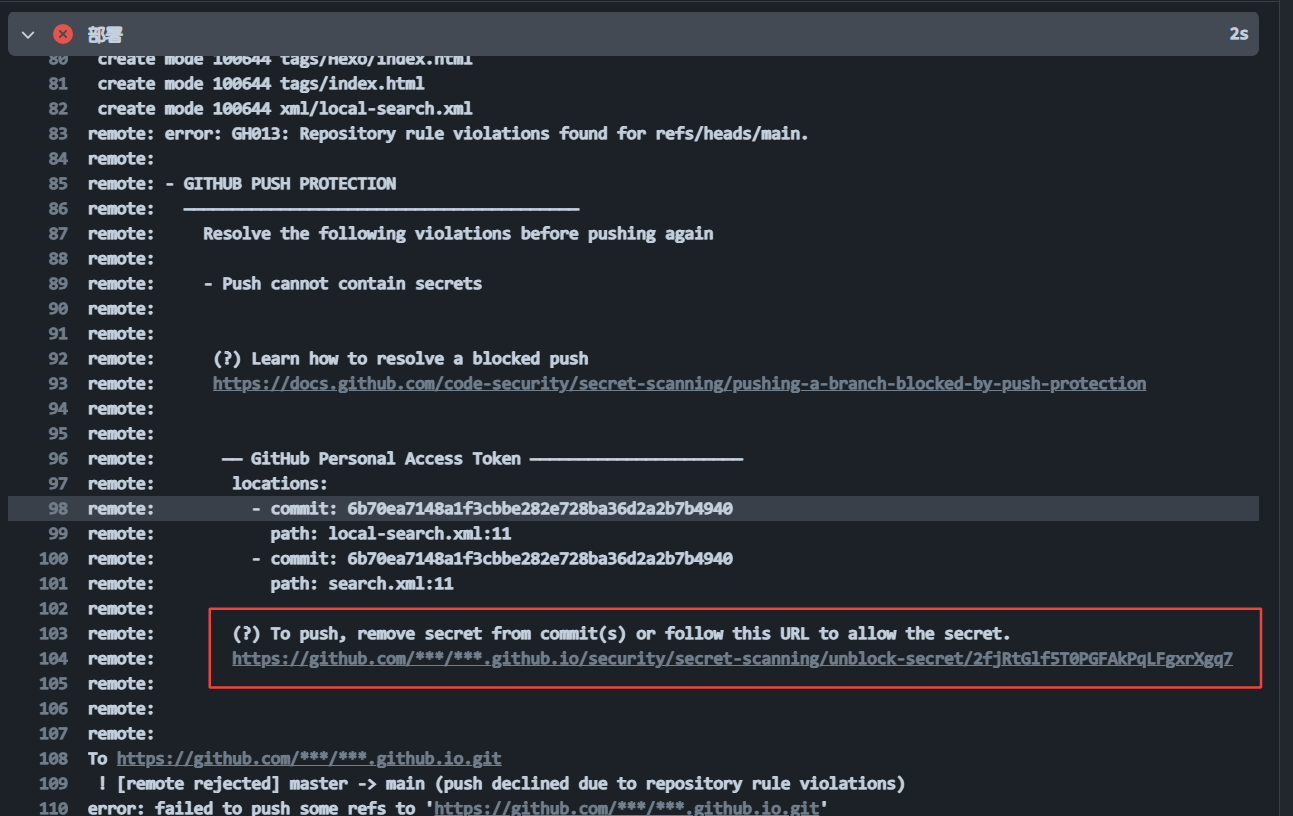 部署 2s
80 create mode 100644 tags/Hexo/index.html
81 create mode 100644 tags/index.html
82 create mode 100644 xml/local-search.xml
83 remote: error: GH013: Repository rule violations found for refs/heads/main.
84 remote:
85 remote: - GITHUB PUSH PROTECTION
86 remote: —————————————————————————————————————————
87 remote: Resolve the following violations before pushing again
88 remote:
89 remote: - Push cannot contain secrets
90 remote:
91 remote:
92 remote: (?) Learn how to resolve a blocked push
93 remote: https://docs.github.com/code-security/secret-scanning/pushing-a-branch-blocked-by-push-protection
94 remote:
95 remote:
96 remote: —— GitHub Personal Access Token ——————————————————————
97 remote: locations:
98 remote: - commit: 6b70ea7148a1f3cbbe282e728ba36d2a2b7b4940
99 remote: path: local-search.xml:11
100 remote: - commit: 6b70ea7148a1f3cbbe282e728ba36d2a2b7b4940
101 remote: path: search.xml:11
102 remote:
103 remote: (?) To push, remove secret from commit(s) or follow this URL to allow the secret.
104 remote: https://github.com/***/***.github.io/security/secret-scanning/unblock-secret/2fjRtGlf5T0PGFAkPqLFgxrXgq7
105 remote:
106 remote:
107 remote:
108 To https://github.com/***/***.github.io.git
109 ! [remote rejected] master -> main (push declined due to repository rule violations)
110 error: failed to push some refs to 'https://github.com/***/***.github.io.git'